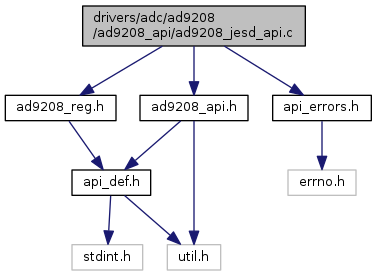 drivers/adc/ad9208
/ad9208_api/ad9208_jesd_api.c
ad9208_reg.h
ad9208_api.h
api_errors.h
api_def.h
errno.h
stdint.h
util.h